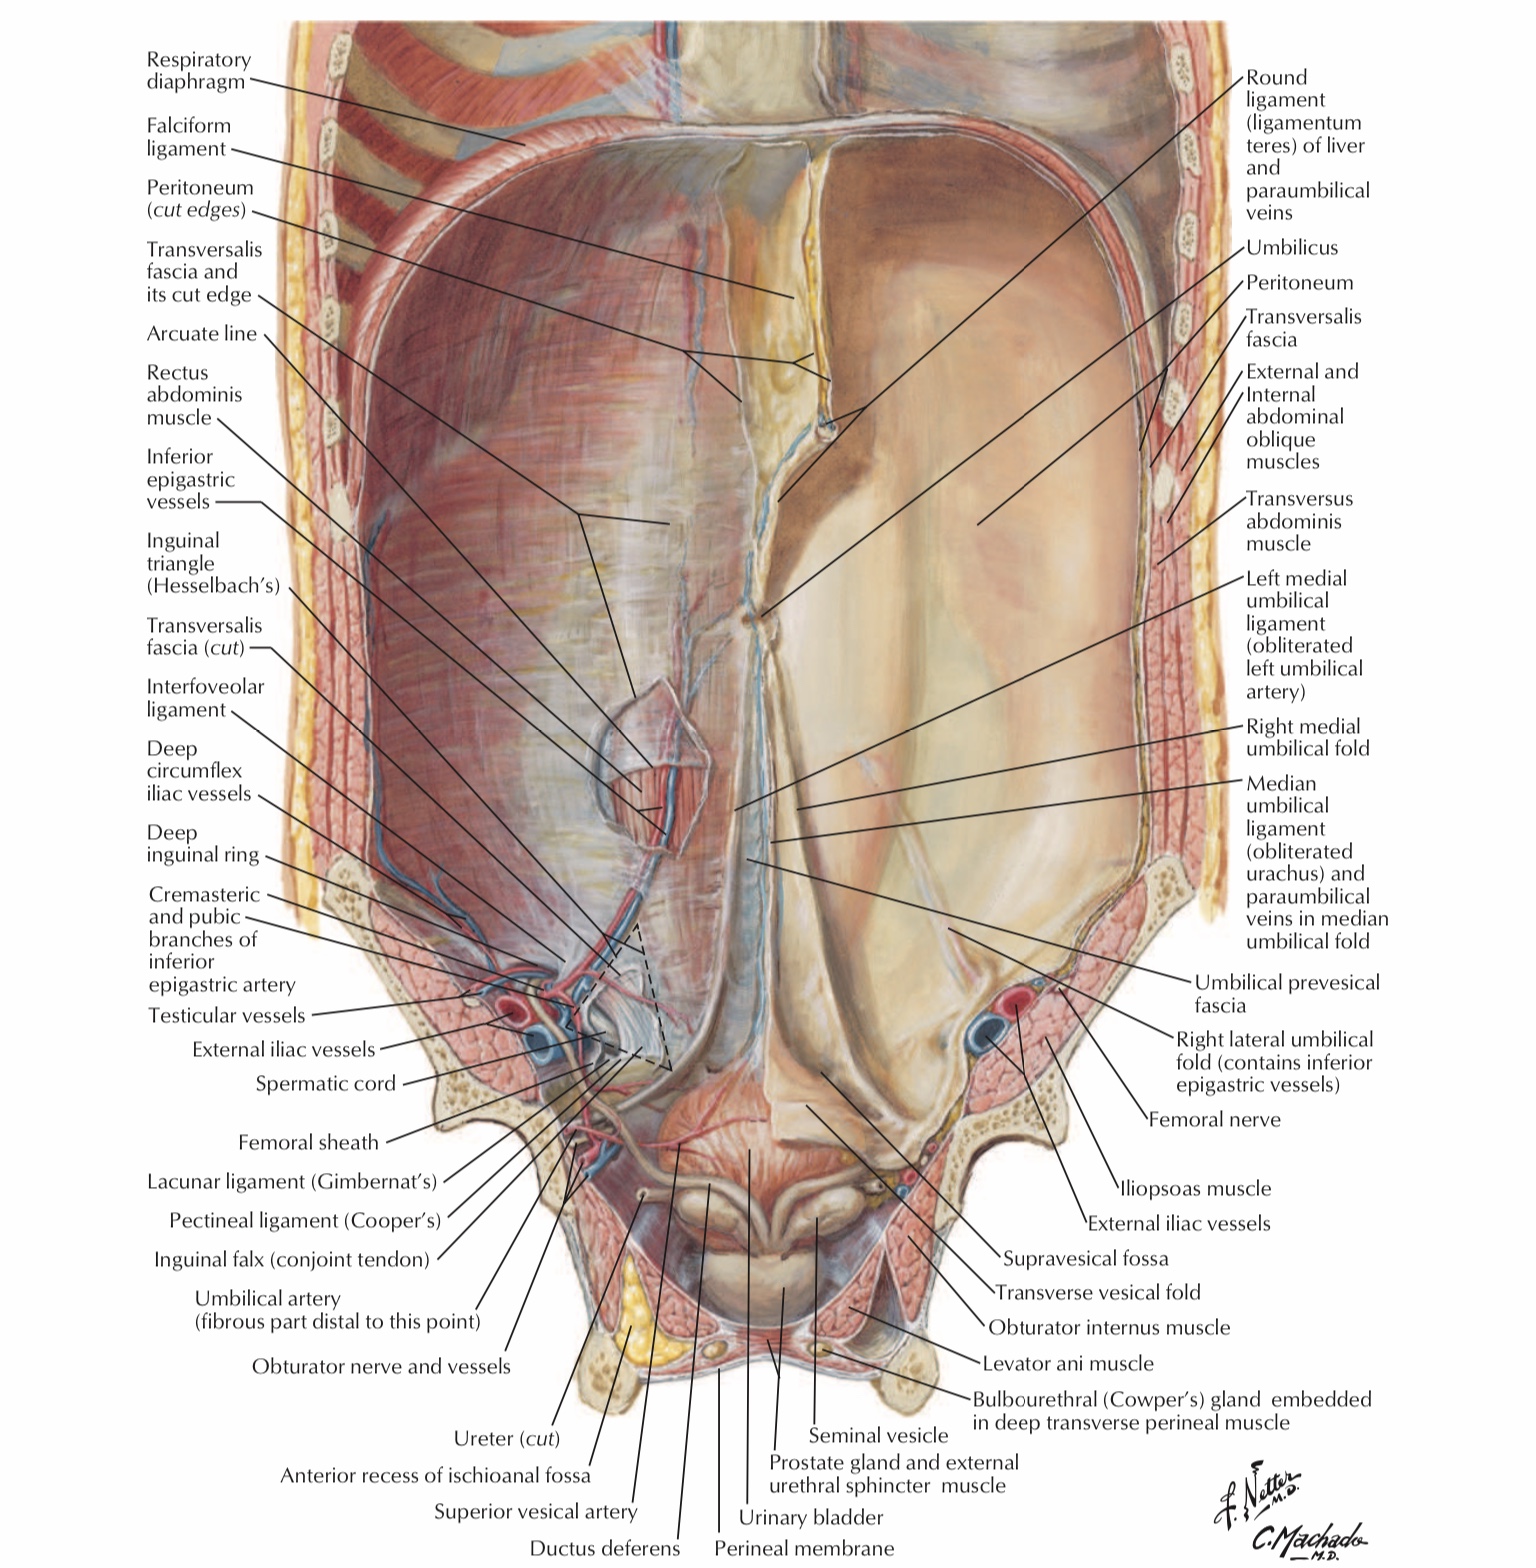 Respiratory
diaphragm
Falciform
ligament
Peritoneum
(cut edges)
Transversalis
fascia and
its cut edge
Arcuate line
Rectus
abdominis
muscle
Inferior
epigastric
vessels
Inguinal
triangle
(Hesselbach's)
Transversalis
fascia (cut)
Interfoveolar
ligament
Deep
circumflex
iliac vessels
Deep
inguinal ring
Cremasteric
and pubic
branches of
inferior
epigastric artery
Testicular vessels
External iliac vessels
Spermatic cord
Femoral sheath
Lacunar ligament (Gimbernat's)
Pectineal ligament (Cooper's)
Inguinal falx (conjoint tendon)
Umbilical artery
(fibrous part distal to this point)
Obturator nerve and vessels
Ureter (cut)
Anterior recess of ischioanal fossa
Superior vesical artery
Ductus deferens
Round
ligament
(ligamentum
teres) of liver
and
paraumbilical
veins
Umbilicus
Peritoneum
Transversalis
fascia
External and
Internal
abdominal
oblique
muscles
Transversus
abdominis
muscle
Left medial
umbilical
ligament
(obliterated
left umbilical
artery)
Right medial
umbilical fold
Median
umbilical
ligament
(obliterated
urachus) and
paraumbilical
veins in median
umbilical fold
Umbilical prevesical
fascia
Right lateral umbilical
fold (contains inferior
epigastric vessels)
Femoral nerve
Iliopsoas muscle
External iliac vessels
Supravesical fossa
Transverse vesical fold
Obturator internus muscle
Levator ani muscle
Bulbourethral (Cowper's) gland embedded
in deep transverse perineal muscle
Seminal vesicle
Prostate gland and external
urethral sphincter muscle
Urinary bladder
Perineal membrane
F. Netter
M.D.
C. Machado
M.D.